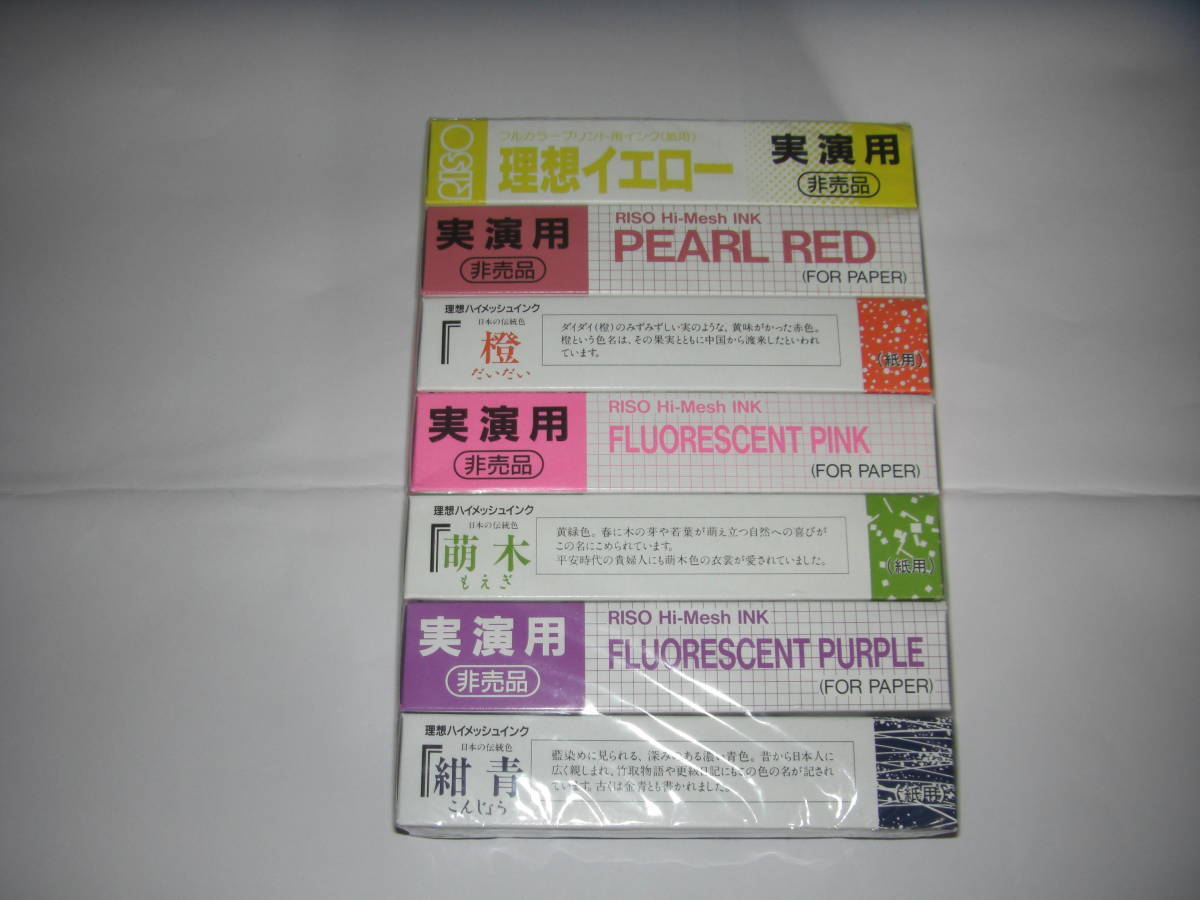 RISO
フルカラープリント用インク(紙用)
理想イエロー
実演用
非売品
実演用
非売品
RISO Hi-Mesh INK
PEARL RED
(FOR PAPER)
理想ハイメッシュインク
日本の伝統色
橙
だいだい
ダイダイ(橙)のみずみずしい実のような、黄味がかった赤色。
橙という色名は、その果実とともに中国から渡来したといわれ
ています。
(紙用)
実演用
非売品
RISO Hi-Mesh INK
FLUORESCENT PINK
(FOR PAPER)
理想ハイメッシュインク
日本の伝統色
萌木
もえぎ
黄緑色。春に木の芽や若葉が萌え立つ自然への喜びが
この名にこめられています。
平安時代の貴婦人にも萌木色の衣裳が愛されていました。
(紙用)
実演用
非売品
RISO Hi-Mesh INK
FLUORESCENT PURPLE
(FOR PAPER)
理想ハイメッシュインク
日本の伝統色
紺青
こんじょう
藍染めに見られる、深みのある濃い青色。昔から日本人に
広く親しまれ、竹取物語や更級日記にもこの色の名が記され
ています。古くは金青とも書かれました。
(紙用)